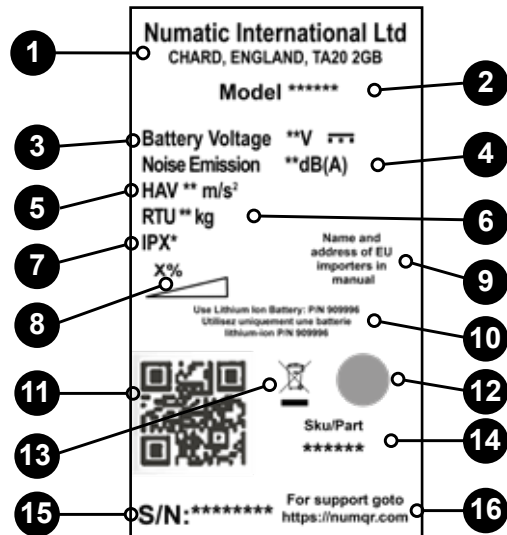 Numatic International Ltd
CHARD, ENGLAND, TA20 2GB
1
Model ******
2
3
Battery Voltage **V
Noise Emission **dB(A)
4
5
HAV ** m/s²
RTU ** kg
6
7
IPX*
Name and
address of EU
importers in
manual
9
X%
8
Use Lithium Ion Battery: P/N 909996
Utilisez uniquement une batterie
lithium-ion P/N 909996
10
11
12
13
Sku/Part
******
14
15
S/N:********
For support goto
https://numqr.com
16